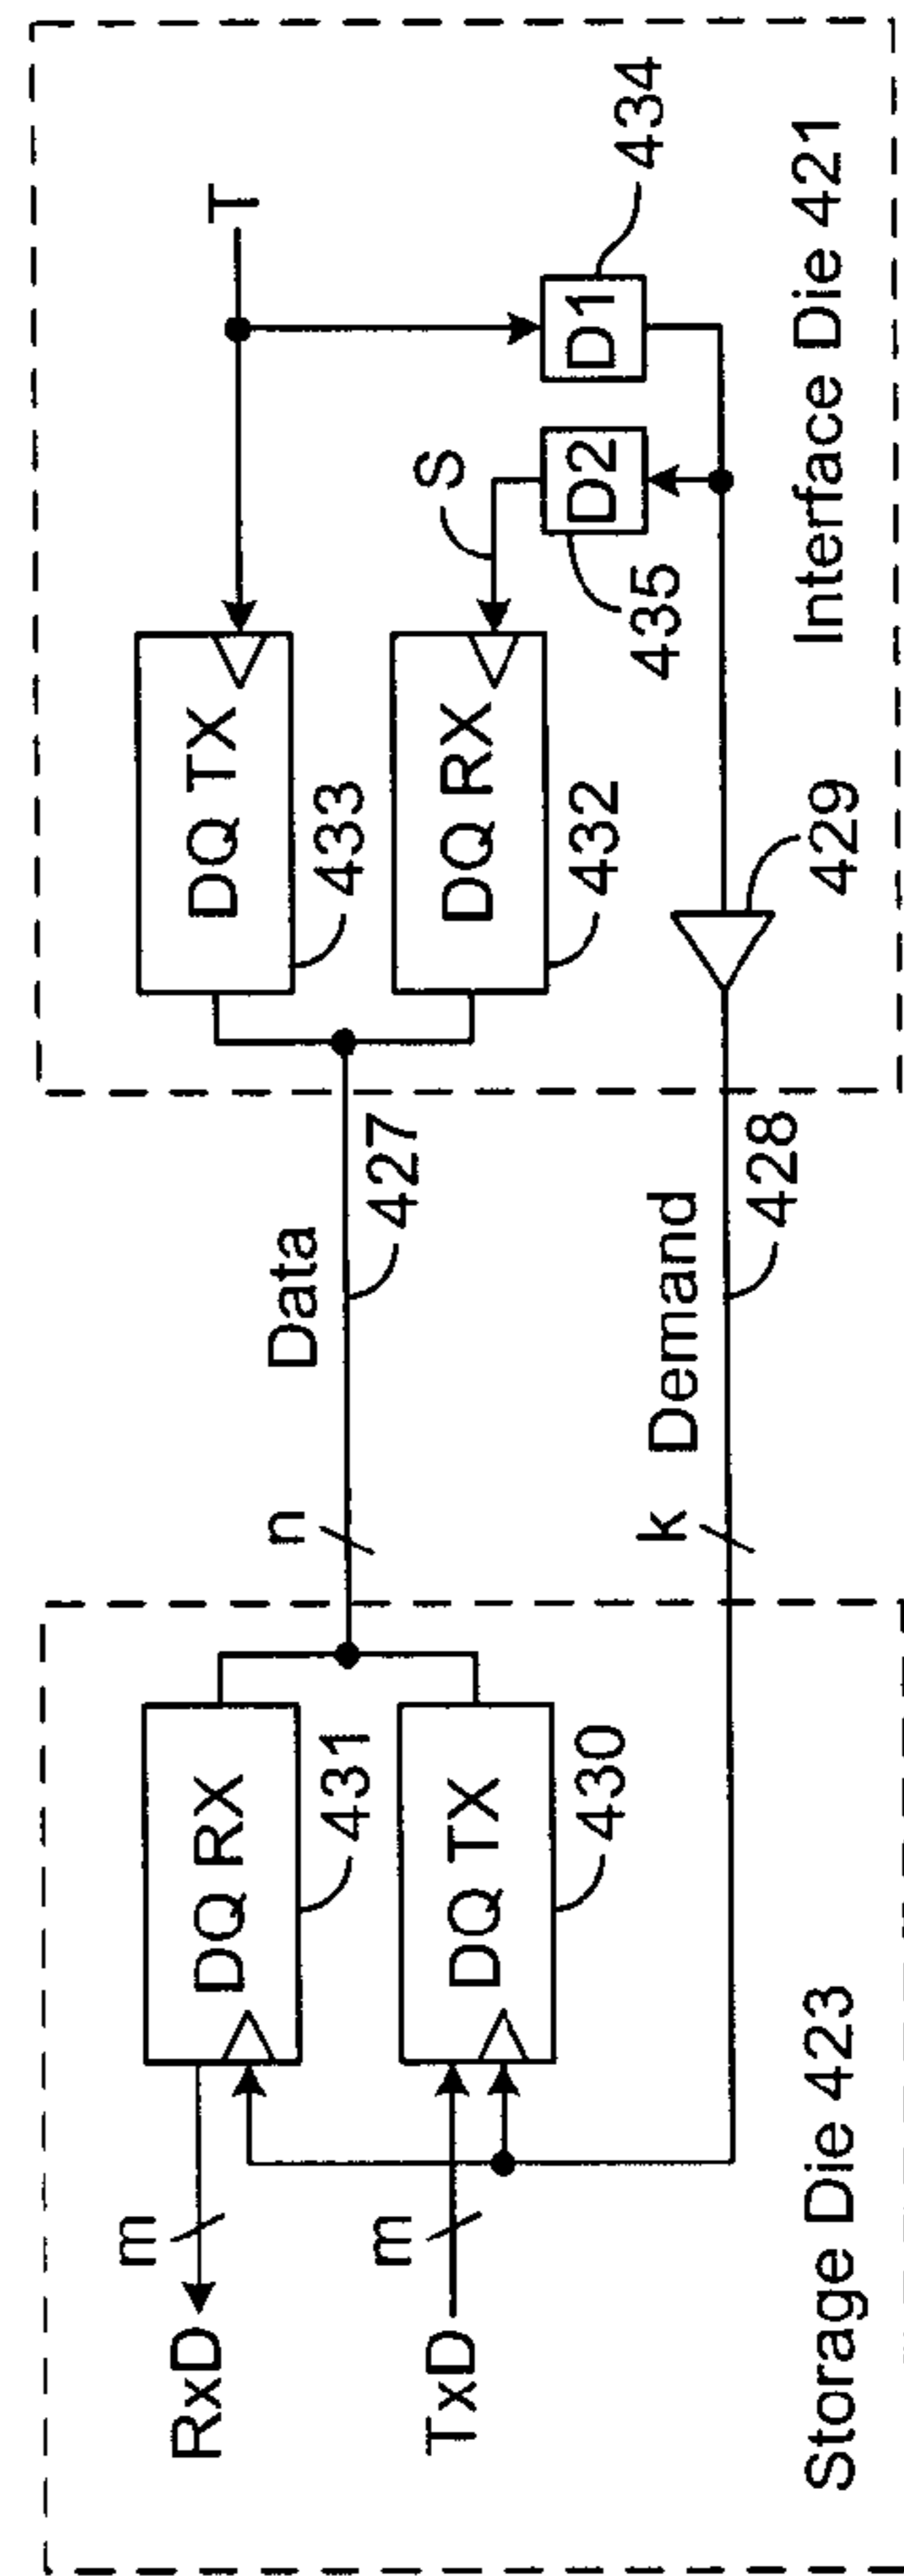 RxD
m
TxD
m
DQ RX
431
DQ TX
430
Storage Die 423
n
Data
427
k
Demand
428
DQ TX
433
DQ RX
432
429
S
T
D2
435
D1
434
Interface Die 421